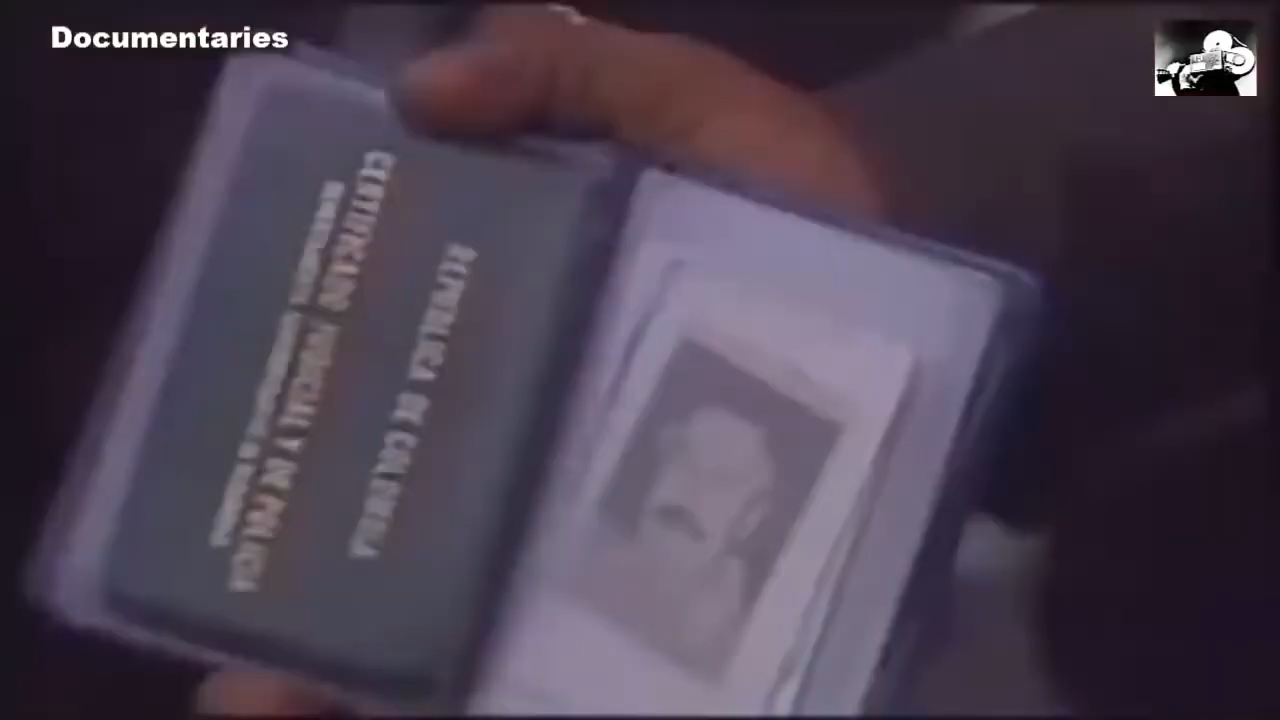 Documentaries
REPUBLICA DE COLOMBIA
CERTIFICADO JUDICIAL Y DE POLICIA